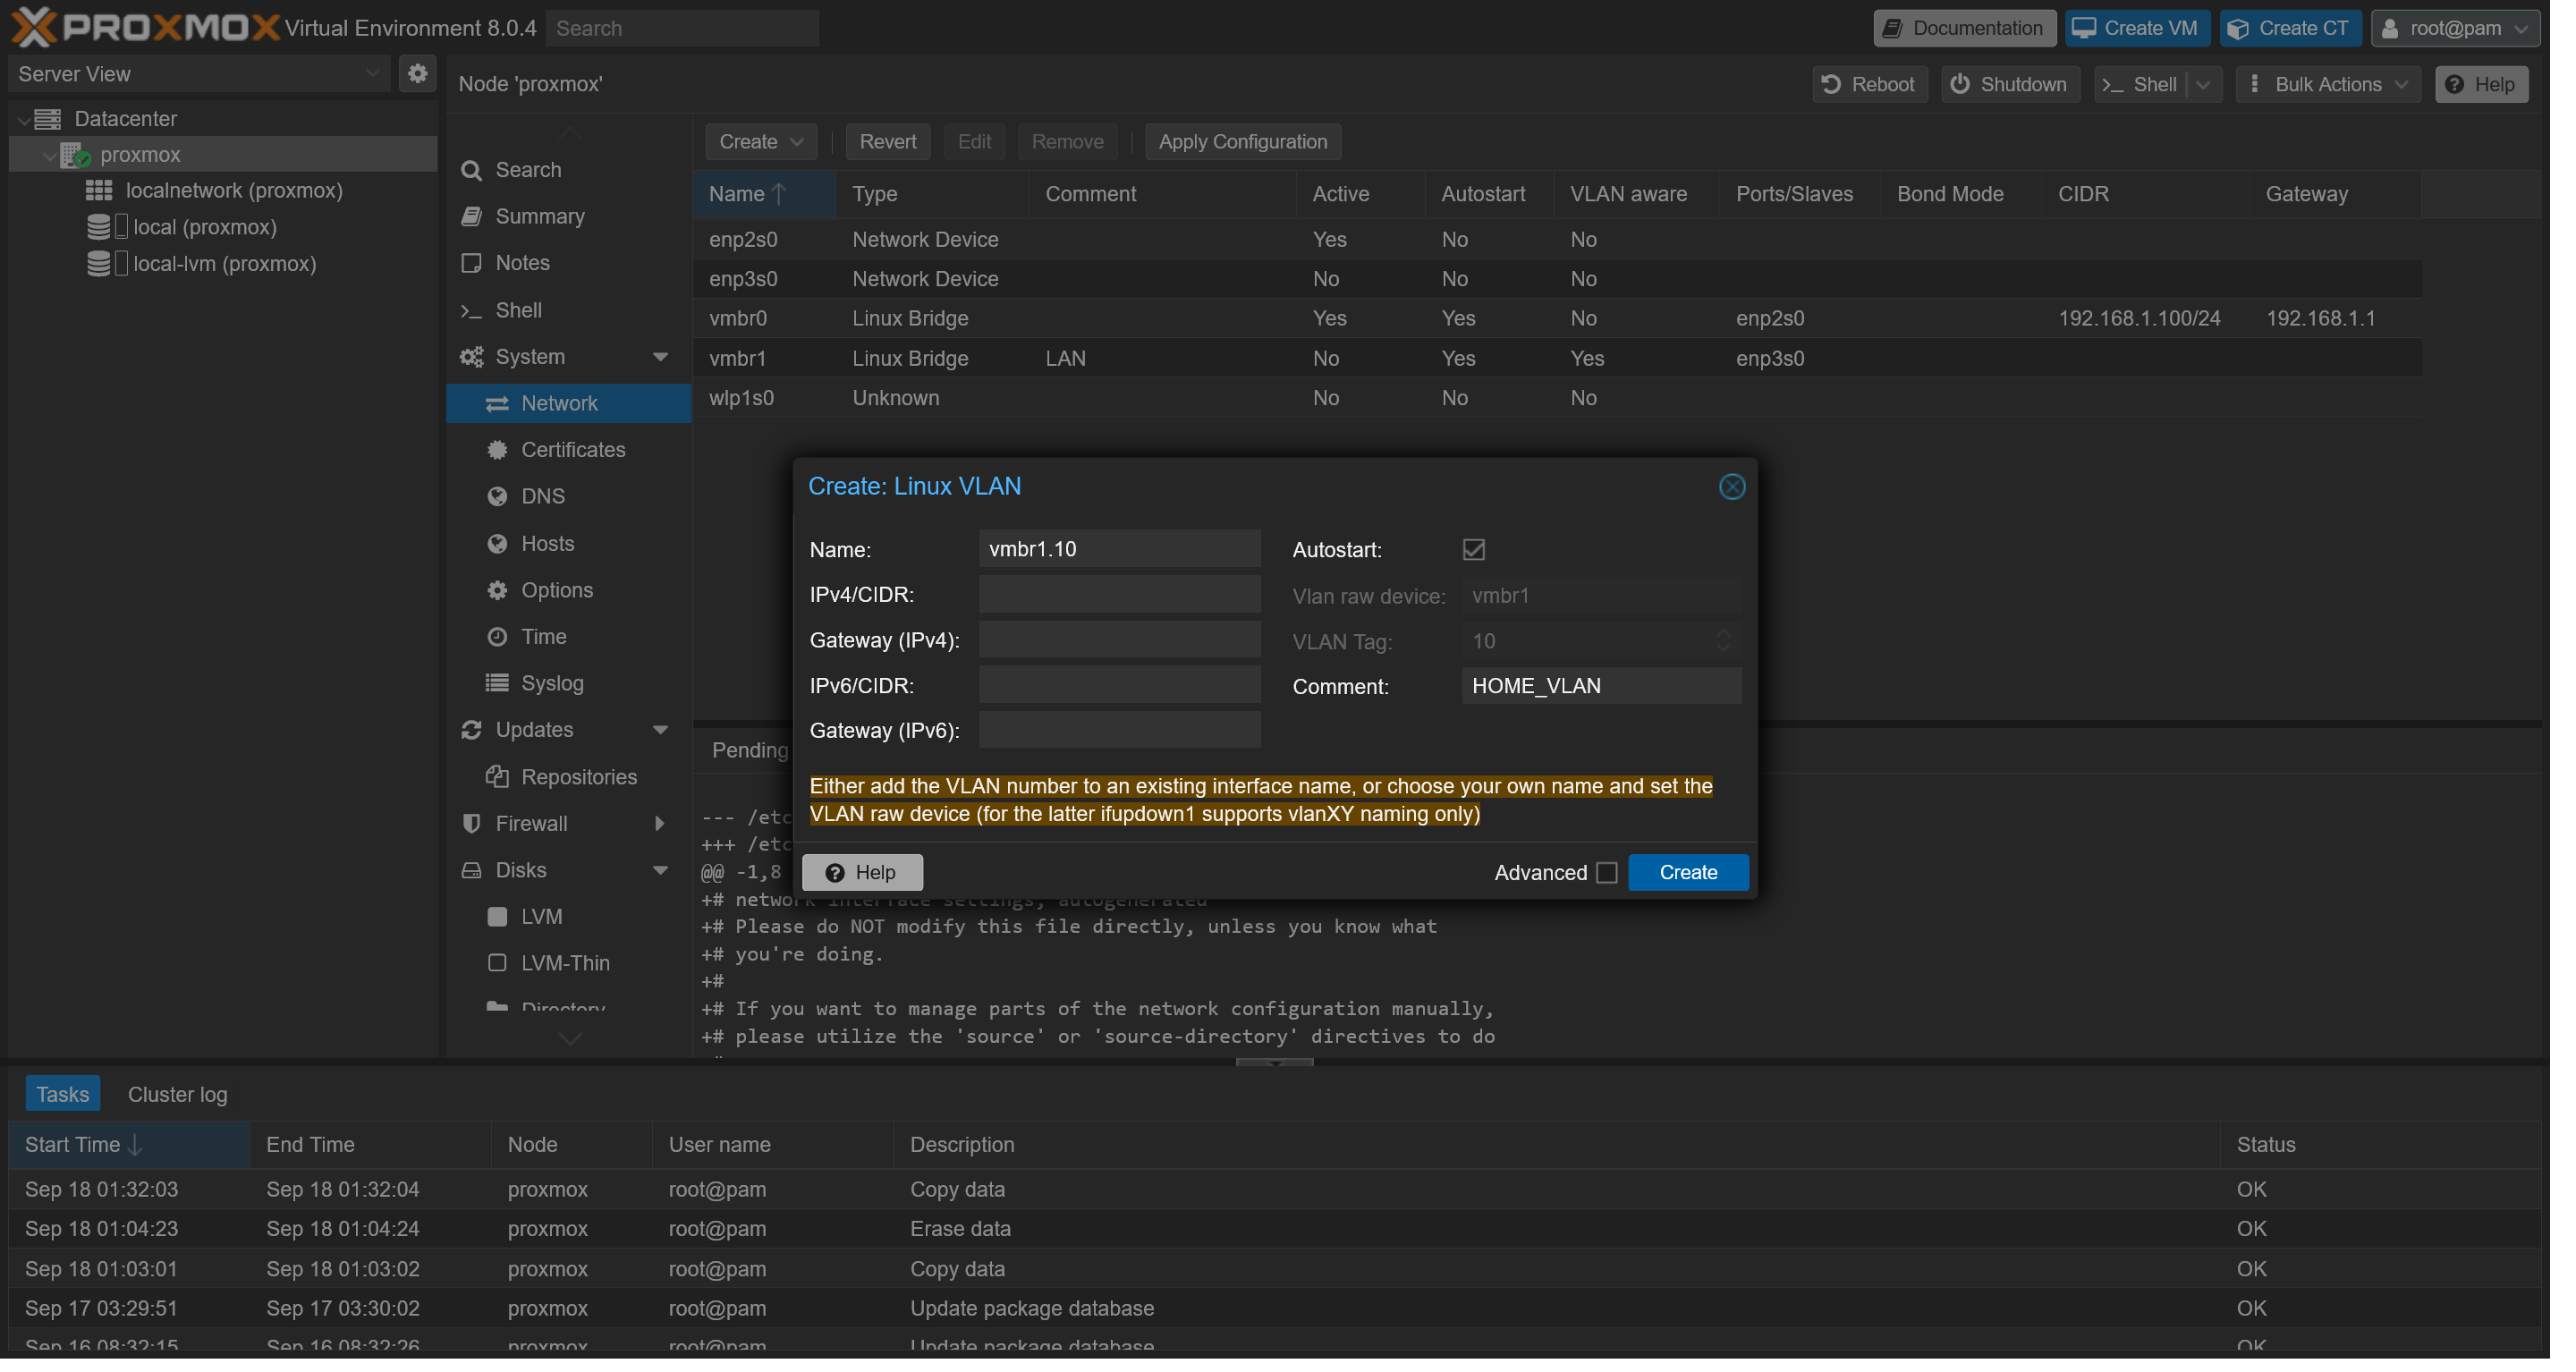 PROXMOX Virtual Environment 8.0.4 Search Documentation Create VM Create CT root@pam
Server View
Node 'proxmox' Reboot Shutdown Shell Bulk Actions Help
Datacenter
proxmox
localnetwork (proxmox)
local (proxmox)
local-lvm (proxmox)
Search
Summary
Notes
Shell
System
Network
Certificates
DNS
Hosts
Options
Time
Syslog
Updates
Repositories
Firewall
Disks
LVM
LVM-Thin
Directory
Create Revert Edit Remove Apply Configuration
Name Type Comment Active Autostart VLAN aware Ports/Slaves Bond Mode CIDR Gateway
enp2s0 Network Device Yes No No
enp3s0 Network Device No No No
vmbr0 Linux Bridge Yes Yes No enp2s0 192.168.1.100/24 192.168.1.1
vmbr1 Linux Bridge LAN No Yes Yes enp3s0
wlp1s0 Unknown No No No
Create: Linux VLAN
Name: vmbr1.10 Autostart:
IPv4/CIDR: Vlan raw device: vmbr1
Gateway (IPv4): VLAN Tag: 10
IPv6/CIDR: Comment: HOME_VLAN
Gateway (IPv6):
Either add the VLAN number to an existing interface name, or choose your own name and set the
VLAN raw device (for the latter ifupdown1 supports vlanXY naming only)
Help Advanced Create
Pending
--- /etc
+++ /etc
@@ -1,8
+# network interface settings; autogenerated
+# Please do NOT modify this file directly, unless you know what
+# you're doing.
+#
+# If you want to manage parts of the network configuration manually,
+# please utilize the 'source' or 'source-directory' directives to do
Tasks Cluster log
Start Time End Time Node User name Description Status
Sep 18 01:32:03 Sep 18 01:32:04 proxmox root@pam Copy data OK
Sep 18 01:04:23 Sep 18 01:04:24 proxmox root@pam Erase data OK
Sep 18 01:03:01 Sep 18 01:03:02 proxmox root@pam Copy data OK
Sep 17 03:29:51 Sep 17 03:30:02 proxmox root@pam Update package database OK
Sep 16 08:32:15 Sep 16 08:32:26 proxmox root@pam Update package database OK